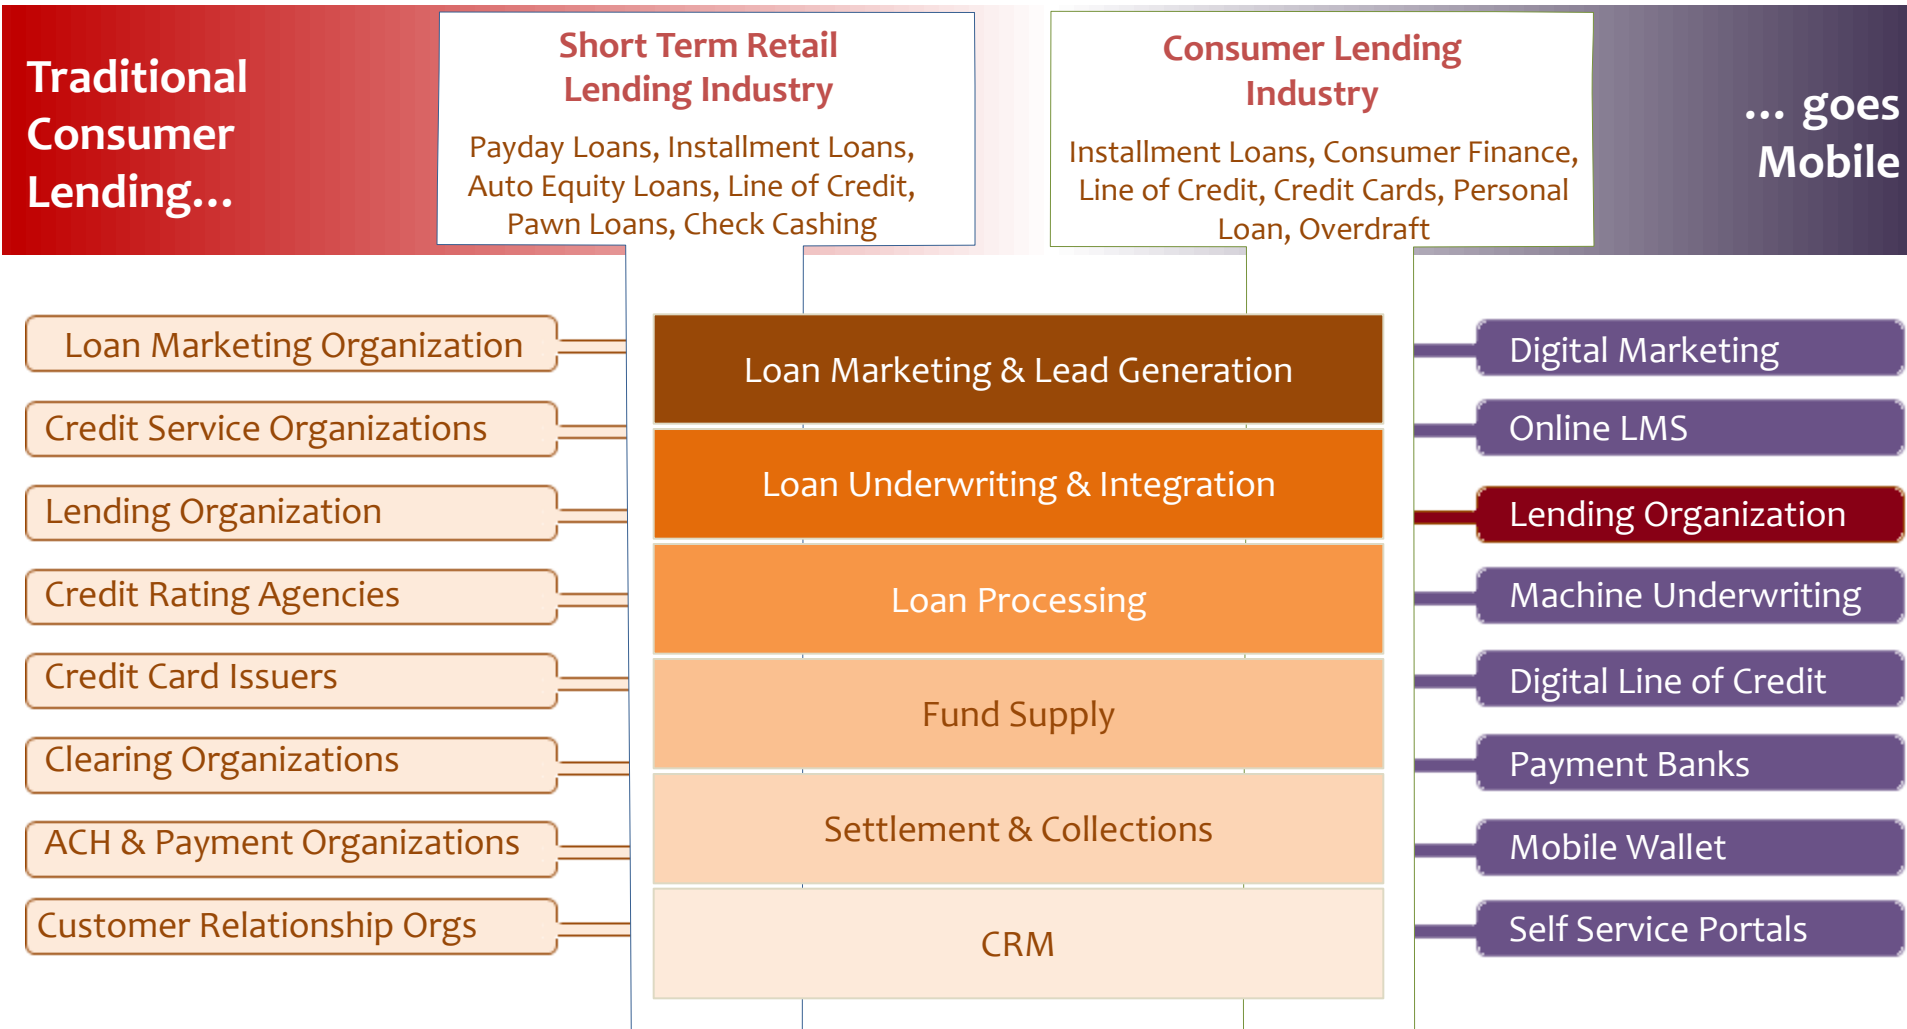 Traditional
Consumer
Lending...
Short Term Retail
Lending Industry
Payday Loans, Installment Loans,
Auto Equity Loans, Line of Credit,
Pawn Loans, Check Cashing
Consumer Lending
Industry
Installment Loans, Consumer Finance,
Line of Credit, Credit Cards, Personal
Loan, Overdraft
... goes
Mobile
Loan Marketing Organization
Credit Service Organizations
Lending Organization
Credit Rating Agencies
Credit Card Issuers
Clearing Organizations
ACH & Payment Organizations
Customer Relationship Orgs
Loan Marketing & Lead Generation
Loan Underwriting & Integration
Loan Processing
Fund Supply
Settlement & Collections
CRM
Digital Marketing
Online LMS
Lending Organization
Machine Underwriting
Digital Line of Credit
Payment Banks
Mobile Wallet
Self Service Portals